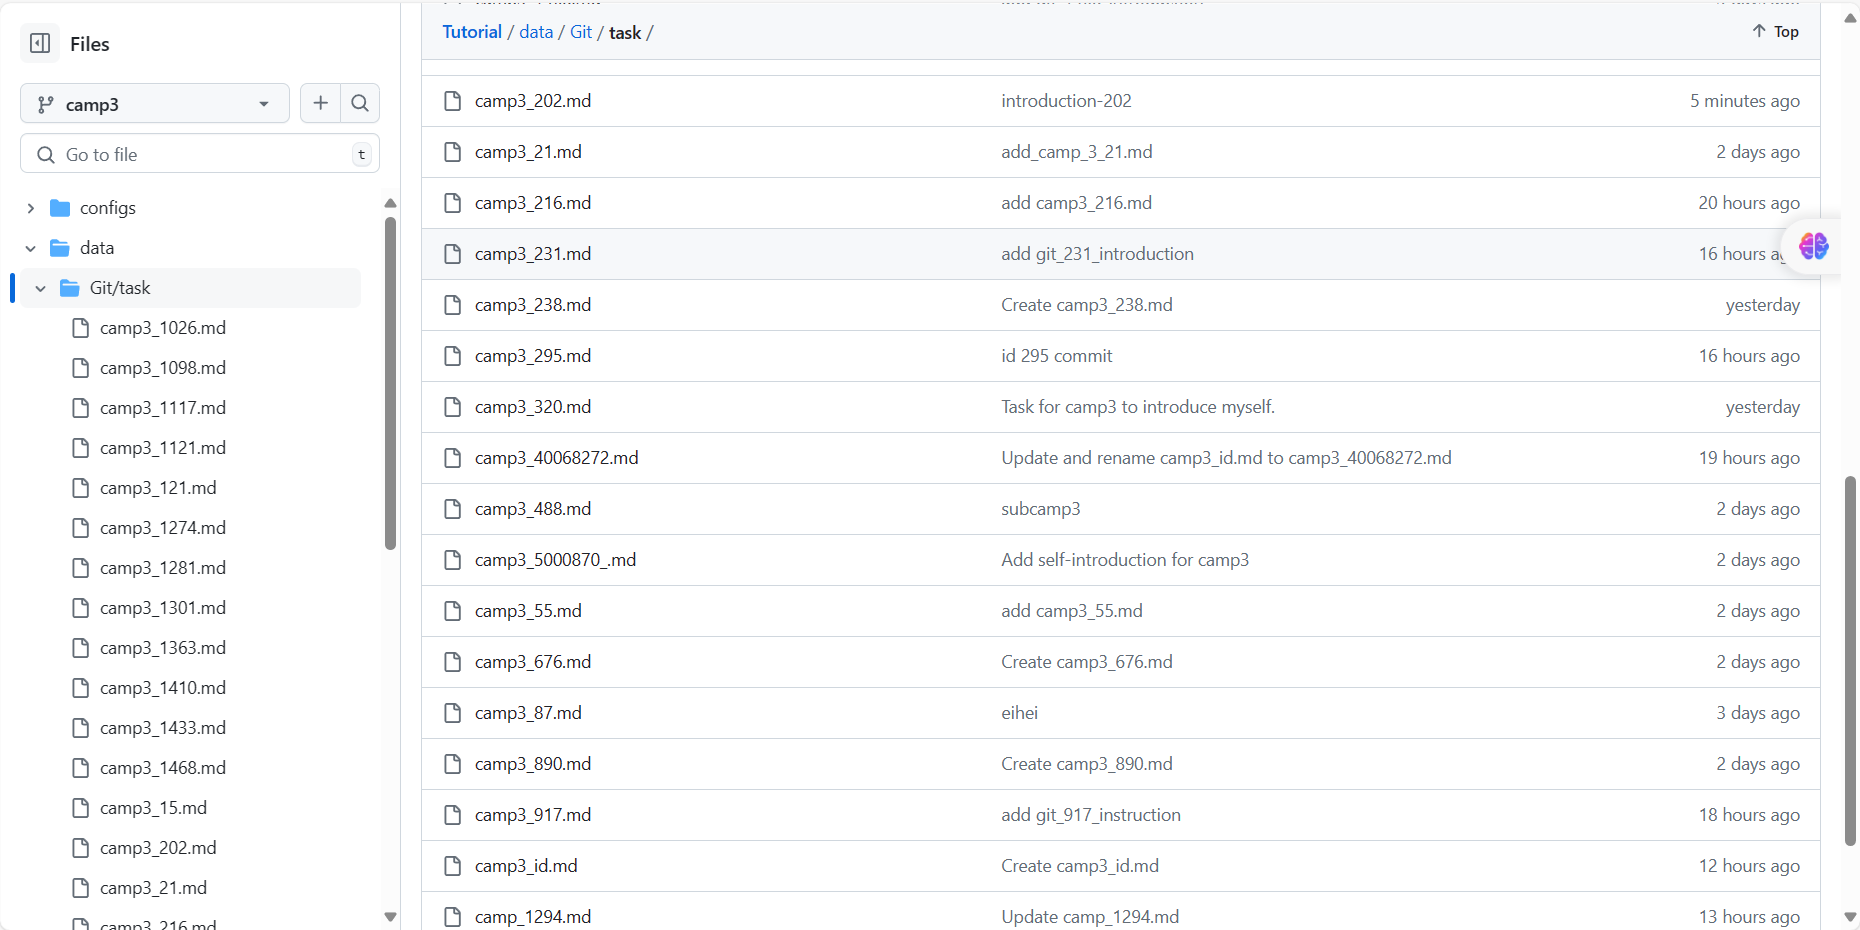 Files
camp3
Go to file
t
configs
data
Git/task
camp3_1026.md
camp3_1098.md
camp3_1117.md
camp3_1121.md
camp3_121.md
camp3_1274.md
camp3_1281.md
camp3_1301.md
camp3_1363.md
camp3_1410.md
camp3_1433.md
camp3_1468.md
camp3_15.md
camp3_202.md
camp3_21.md
camp3_216.md
Tutorial / data / Git / task /
Top
camp3_202.md introduction-202 5 minutes ago
camp3_21.md add_camp_3_21.md 2 days ago
camp3_216.md add camp3_216.md 20 hours ago
camp3_231.md add git_231_introduction 16 hours
camp3_238.md Create camp3_238.md yesterday
camp3_295.md id 295 commit 16 hours ago
camp3_320.md Task for camp3 to introduce myself. yesterday
camp3_40068272.md Update and rename camp3_id.md to camp3_40068272.md 19 hours ago
camp3_488.md subcamp3 2 days ago
camp3_5000870_.md Add self-introduction for camp3 2 days ago
camp3_55.md add camp3_55.md 2 days ago
camp3_676.md Create camp3_676.md 2 days ago
camp3_87.md eihei 3 days ago
camp3_890.md Create camp3_890.md 2 days ago
camp3_917.md add git_917_instruction 18 hours ago
camp3_id.md Create camp3_id.md 12 hours ago
camp_1294.md Update camp_1294.md 13 hours ago